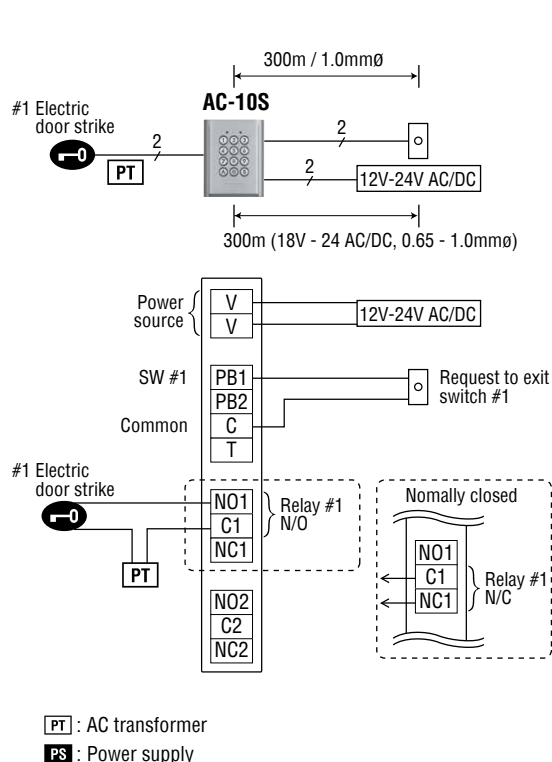 300m / 1.0mmø
AC-10S
#1 Electric
door strike
2
PT
2
2
12V-24V AC/DC
300m (18V - 24 AC/DC, 0.65 - 1.0mmø)
Power
source
V
V
12V-24V AC/DC
SW #1
PB1
PB2
Common
C
T
Request to exit
switch #1
#1 Electric
door strike
PT
NO1
C1
NC1
Relay #1
N/O
NO2
C2
NC2
Nomally closed
NO1
C1
NC1
Relay #1
N/C
PT : AC transformer
PS : Power supply